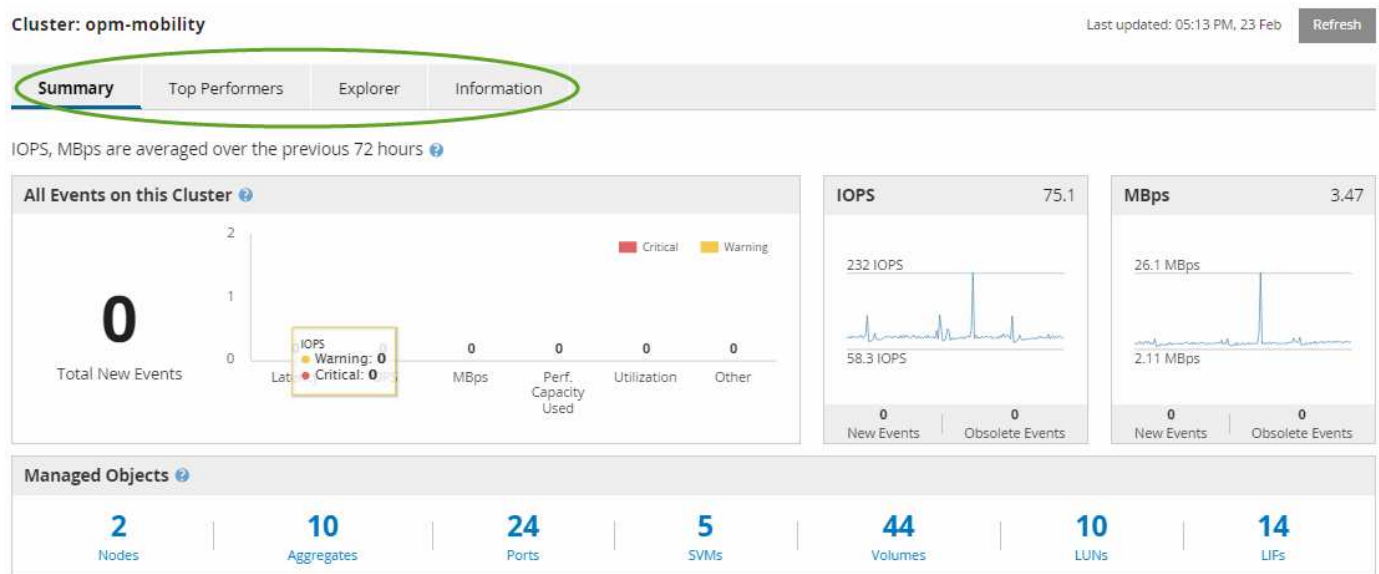 Cluster: opm-mobility
Last updated: 05:13 PM, 23 Feb
Refresh
Summary
Top Performers
Explorer
Information
IOPS, MBps are averaged over the previous 72 hours
All Events on this Cluster
0
Total New Events
2
1
0
Critical
Warning
IOPS
Warning: 0
Critical: 0
0
0
0
0
MBps
Perf.
Capacity
Used
Utilization
Other
IOPS
75.1
232 IOPS
58.3 IOPS
0
New Events
0
Obsolete Events
MBps
3.47
26.1 MBps
2.11 MBps
0
New Events
0
Obsolete Events
Managed Objects
2
Nodes
10
Aggregates
24
Ports
5
SVMs
44
Volumes
10
LUNs
14
LIFs